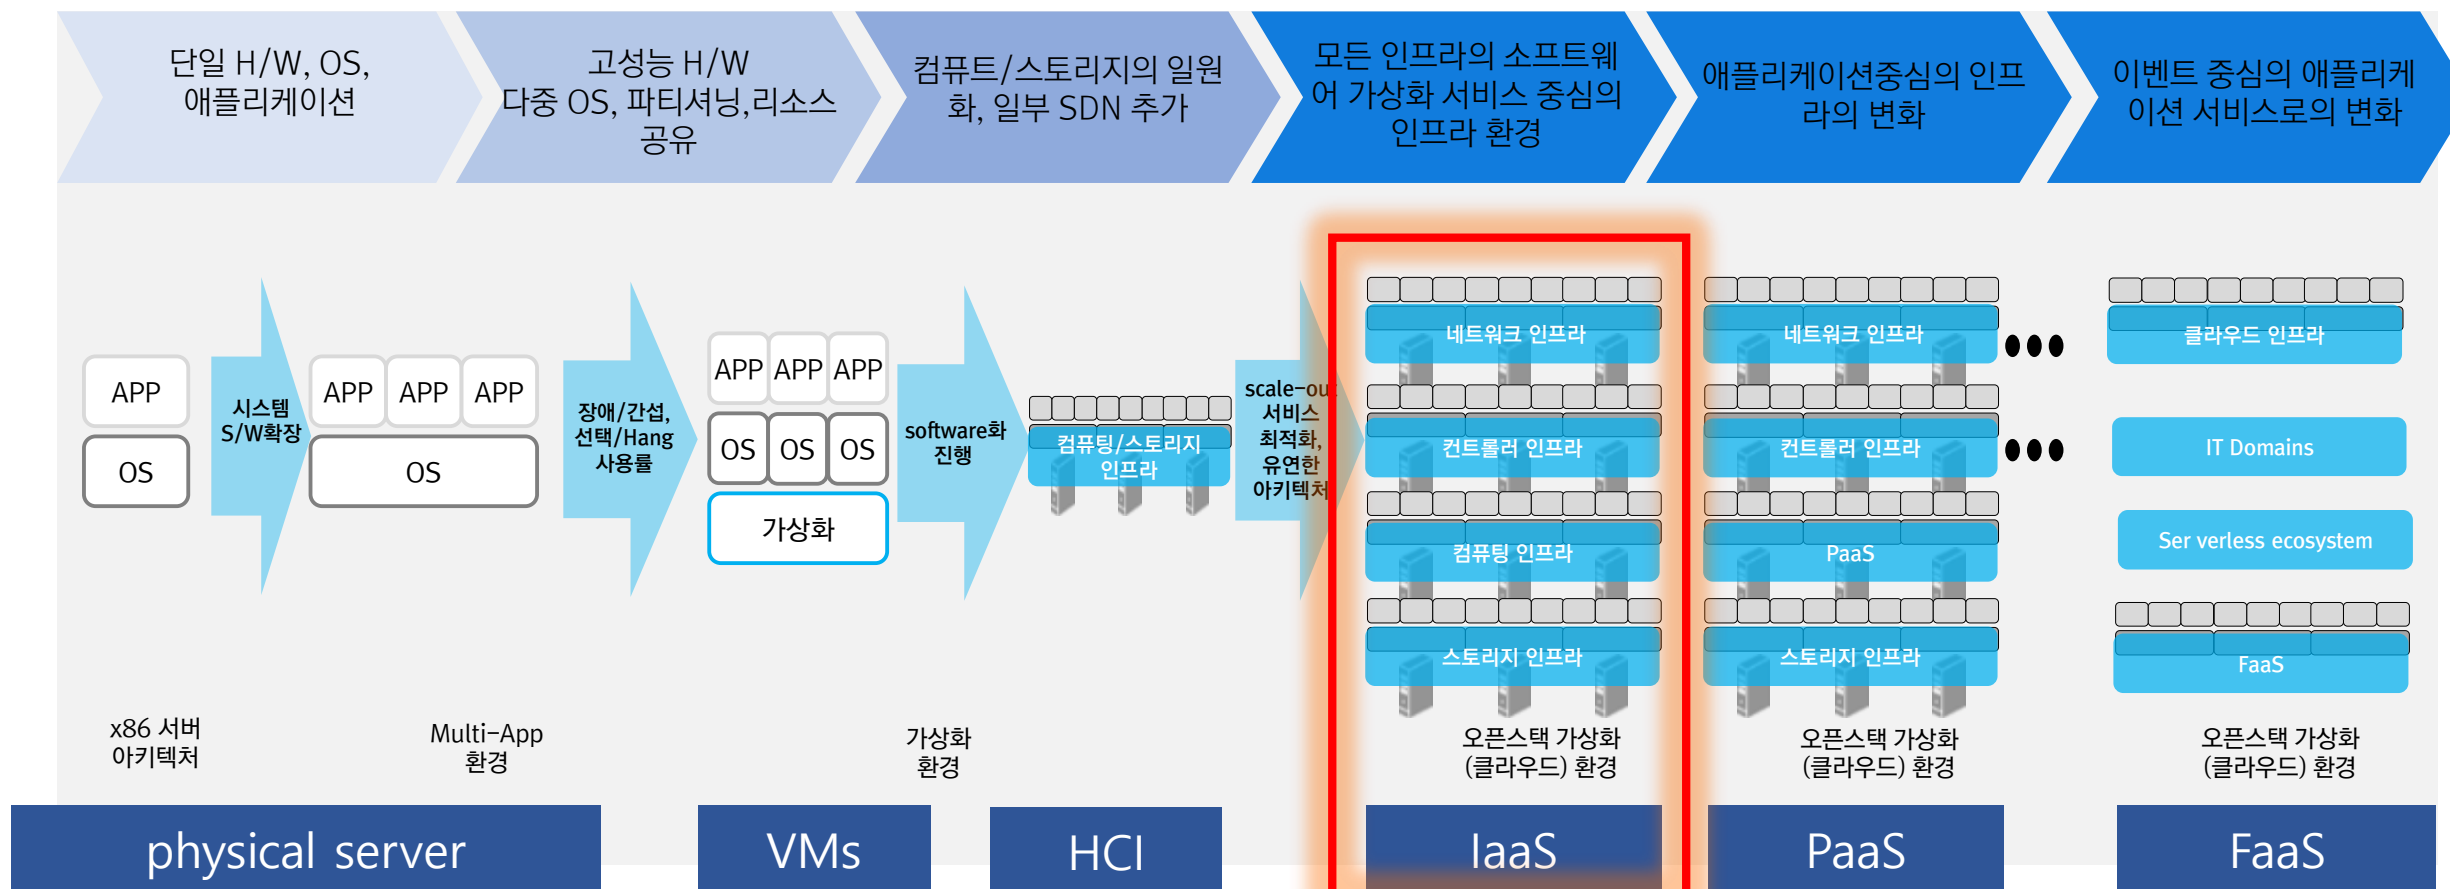 단일 H/W, OS,
애플리케이션
고성능 H/W
다중 OS, 파티셔닝,리소스
공유
컴퓨트/스토리지의 일원
화, 일부 SDN 추가
모든 인프라의 소프트웨
어 가상화 서비스 중심의
인프라 환경
애플리케이션중심의 인프
라의 변화
이벤트 중심의 애플리케
이션 서비스로의 변화
APP
OS
시스템
S/W확장
APP APP APP
OS
장애/간섭,
선택/Hang
사용률
APP APP APP
OS OS OS
가상화
software화
진행
컴퓨팅/스토리지
인프라
scale-out
서비스
최적화,
유연한
아키텍처
네트워크 인프라
컨트롤러 인프라
컴퓨팅 인프라
스토리지 인프라
네트워크 인프라
컨트롤러 인프라
PaaS
스토리지 인프라
클라우드 인프라
IT Domains
Ser verless ecosystem
FaaS
x86 서버
아키텍처
Multi-App
환경
가상화
환경
오픈스택 가상화
(클라우드) 환경
오픈스택 가상화
(클라우드) 환경
오픈스택 가상화
(클라우드) 환경
physical server
VMs
HCI
IaaS
PaaS
FaaS